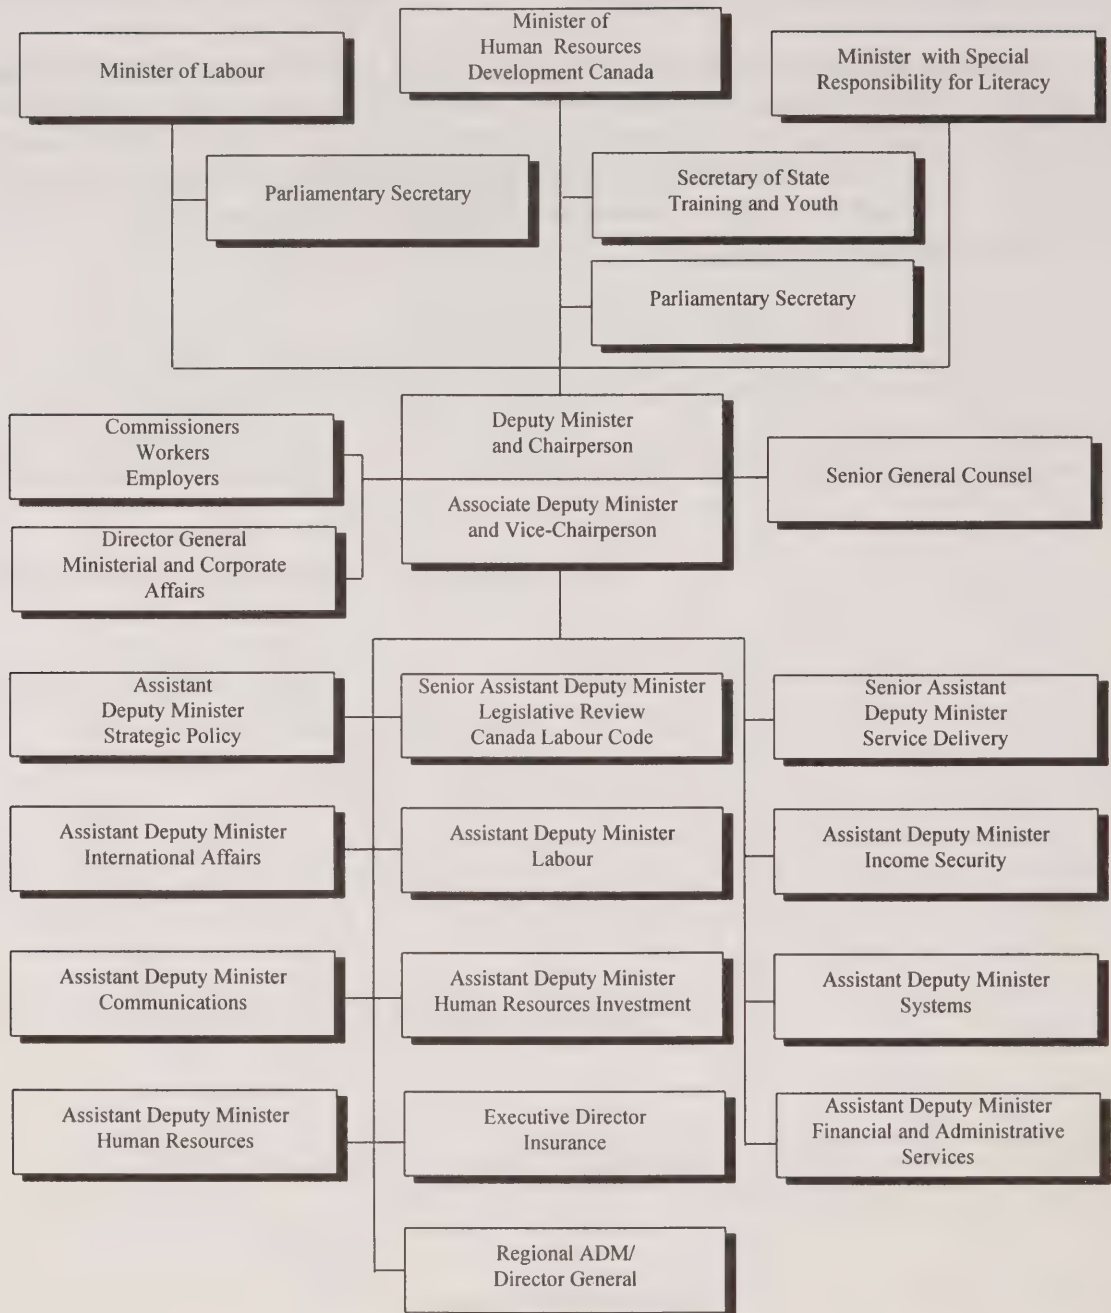 Minister of Labour
Minister of
Human Resources
Development Canada
Minister with Special
Responsibility for Literacy
Parliamentary Secretary
Secretary of State
Training and Youth
Parliamentary Secretary
Commissioners
Workers
Employers
Deputy Minister
and Chairperson
Senior General Counsel
Associate Deputy Minister
and Vice-Chairperson
Director General
Ministerial and Corporate
Affairs
Assistant
Deputy Minister
Strategic Policy
Senior Assistant Deputy Minister
Legislative Review
Canada Labour Code
Senior Assistant
Deputy Minister
Service Delivery
Assistant Deputy Minister
International Affairs
Assistant Deputy Minister
Labour
Assistant Deputy Minister
Income Security
Assistant Deputy Minister
Communications
Assistant Deputy Minister
Human Resources Investment
Assistant Deputy Minister
Systems
Assistant Deputy Minister
Human Resources
Executive Director
Insurance
Assistant Deputy Minister
Financial and Administrative
Services
Regional ADM/
Director General